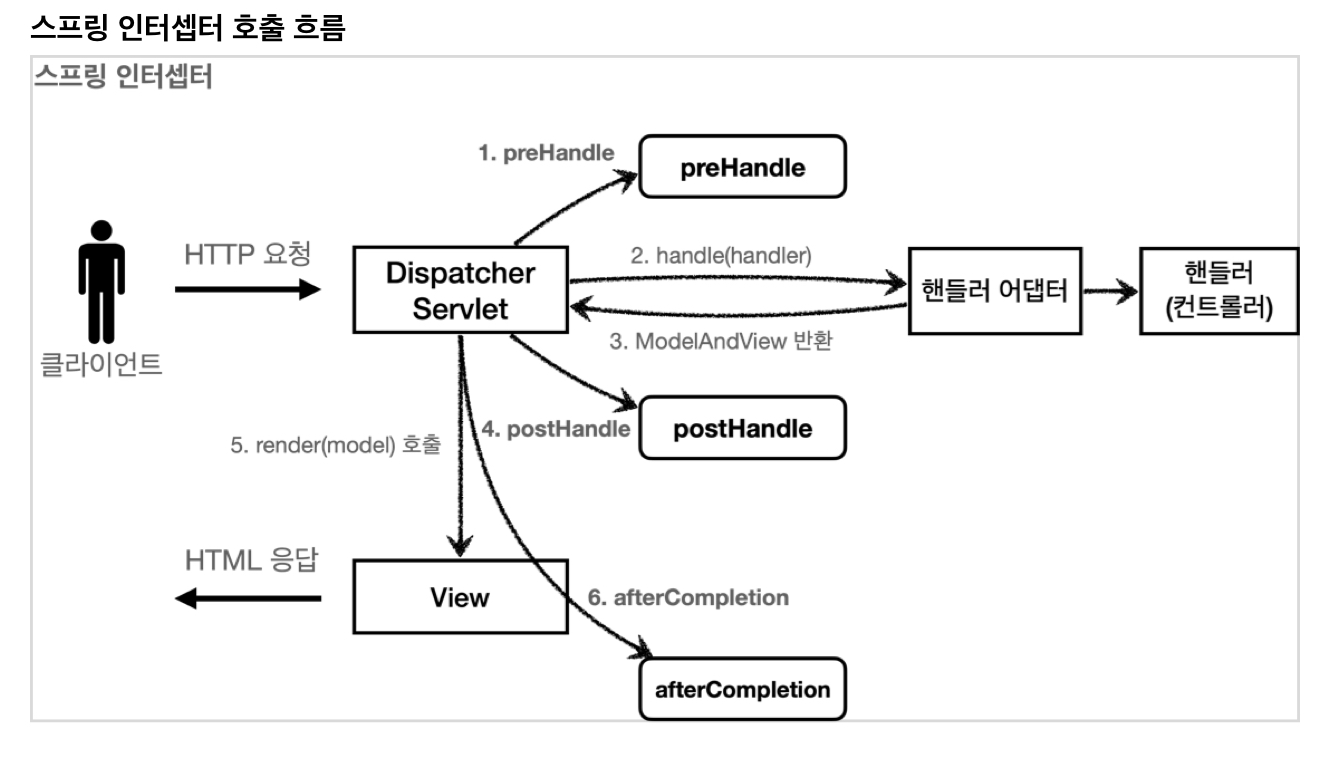 스프링 인터셉터 호출 흐름
스프링 인터셉터
1. preHandle
preHandle
HTTP 요청
클라이언트
Dispatcher
Servlet
2. handle(handler)
3. ModelAndView 반환
핸들러 어댑터
핸들러
(컨트롤러)
4. postHandle
postHandle
5. render(model) 호출
HTML 응답
View
6. afterCompletion
afterCompletion